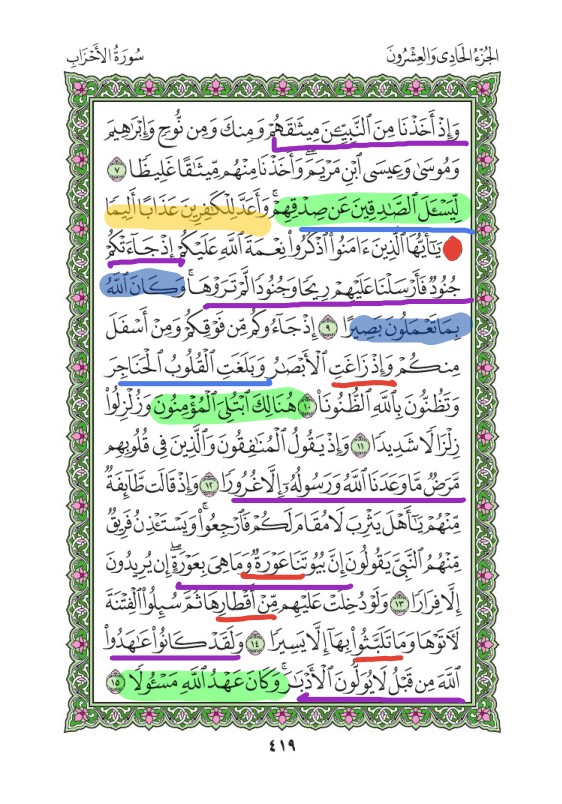 الجُزْءُ الحَادِى وَالعِشْرُونَ
سُورَةُ الأَحْزَابِ
وَإِذْ أَخَذْنَا مِنَ ٱلنَّبِيِّـۧنَ مِيثَـٰقَهُمْ وَمِنكَ وَمِن نُّوحٍ وَإِبْرَٰهِيمَ
وَمُوسَىٰ وَعِيسَى ٱبْنِ مَرْيَمَ ۖ وَأَخَذْنَا مِنْهُم مِّيثَـٰقًا غَلِيظًا ٧
لِّيَسْـَٔلَ ٱلصَّـٰدِقِينَ عَن صِدْقِهِمْ ۚ وَأَعَدَّ لِلْكَـٰفِرِينَ عَذَابًا أَلِيمًا
يَـٰٓأَيُّهَا ٱلَّذِينَ ءَامَنُوا۟ ٱذْكُرُوا۟ نِعْمَةَ ٱللَّهِ عَلَيْكُمْ إِذْ جَآءَتْكُمْ
جُنُودٌ فَأَرْسَلْنَا عَلَيْهِمْ رِيحًا وَجُنُودًا لَّمْ تَرَوْهَا ۚ وَكَانَ ٱللَّهُ
بِمَا تَعْمَلُونَ بَصِيرًا ٩ إِذْ جَآءُوكُم مِّن فَوْقِكُمْ وَمِنْ أَسْفَلَ
مِنكُمْ وَإِذْ زَاغَتِ ٱلْأَبْصَـٰرُ وَبَلَغَتِ ٱلْقُلُوبُ ٱلْحَنَاجِرَ
وَتَظُنُّونَ بِٱللَّهِ ٱلظُّنُونَا۠ ١٠ هُنَالِكَ ٱبْتُلِىَ ٱلْمُؤْمِنُونَ وَزُلْزِلُوا۟
زِلْزَالًا شَدِيدًا ١١ وَإِذْ يَقُولُ ٱلْمُنَـٰفِقُونَ وَٱلَّذِينَ فِى قُلُوبِهِم
مَّرَضٌ مَّا وَعَدَنَا ٱللَّهُ وَرَسُولُهُۥٓ إِلَّا غُرُورًا ١٢ وَإِذْ قَالَت طَّآئِفَةٌ
مِّنْهُمْ يَـٰٓأَهْلَ يَثْرِبَ لَا مُقَامَ لَكُمْ فَٱرْجِعُوا۟ ۚ وَيَسْتَـْٔذِنُ فَرِيقٌ
مِّنْهُمُ ٱلنَّبِىَّ يَقُولُونَ إِنَّ بُيُوتَنَا عَوْرَةٌ وَمَا هِىَ بِعَوْرَةٍ ۖ إِن يُرِيدُونَ
إِلَّا فِرَارًا ١٣ وَلَوْ دُخِلَتْ عَلَيْهِم مِّنْ أَقْطَارِهَا ثُمَّ سُئِلُوا۟ ٱلْفِتْنَةَ
لَـَٔاتَوْهَا وَمَا تَلَبَّثُوا۟ بِهَآ إِلَّا يَسِيرًا ١٤ وَلَقَدْ كَانُوا۟ عَـٰهَدُوا۟
ٱللَّهَ مِن قَبْلُ لَا يُوَلُّونَ ٱلْأَدْبَـٰرَ ۚ وَكَانَ عَهْدُ ٱللَّهِ مَسْـُٔولًا ١٥
٤١٩